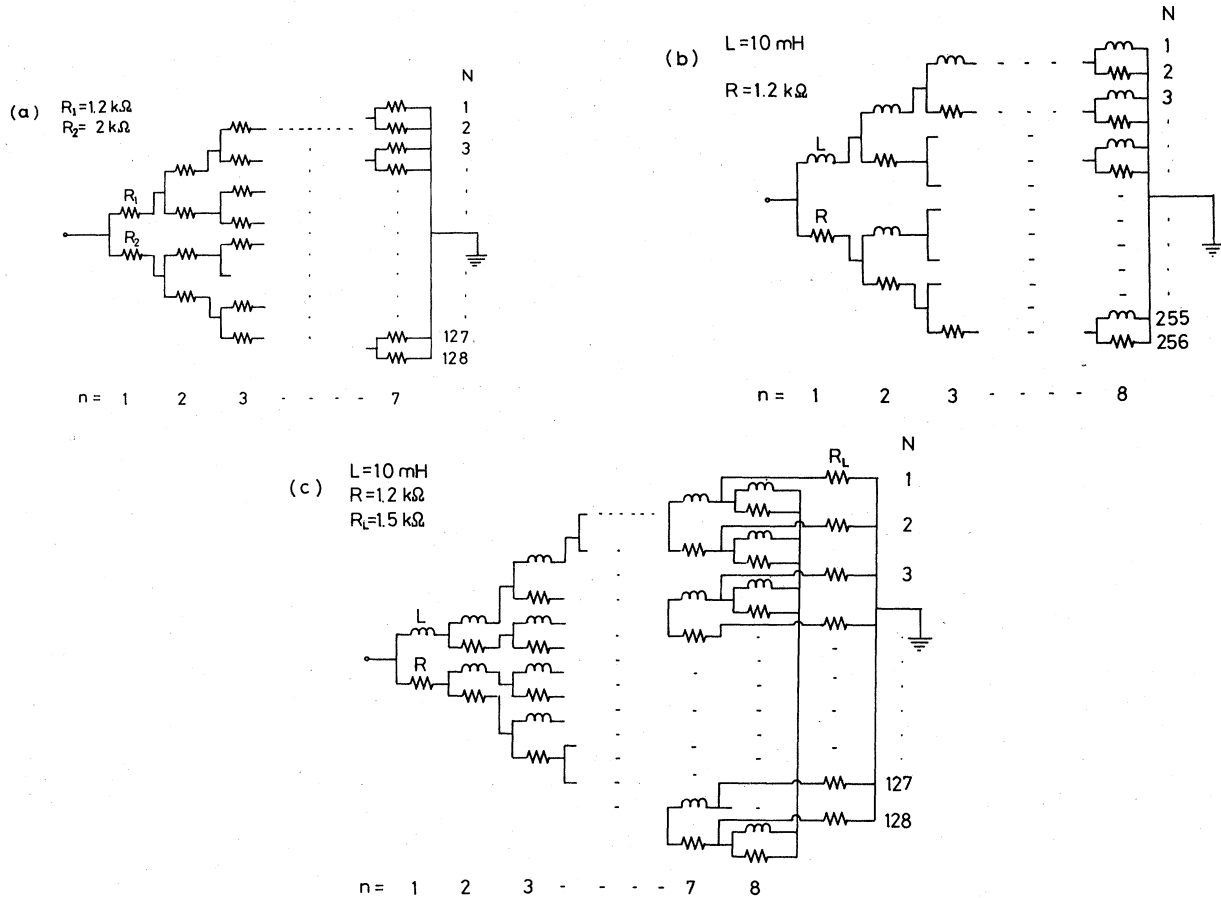 (a)
R₁=1.2 kΩ
R₂= 2 kΩ
N
1
2
3
R₁
R₂
127
128
n = 1 2 3 - - - - 7
(b)
L=10 mH
R=1.2 kΩ
N
1
2
3
L
R
255
256
n = 1 2 3 - - - - 8
(c)
L=10 mH
R=1.2 kΩ
R_L=1.5 kΩ
N
R_L
1
2
3
L
R
127
128
n = 1 2 3 - - - - 7 8